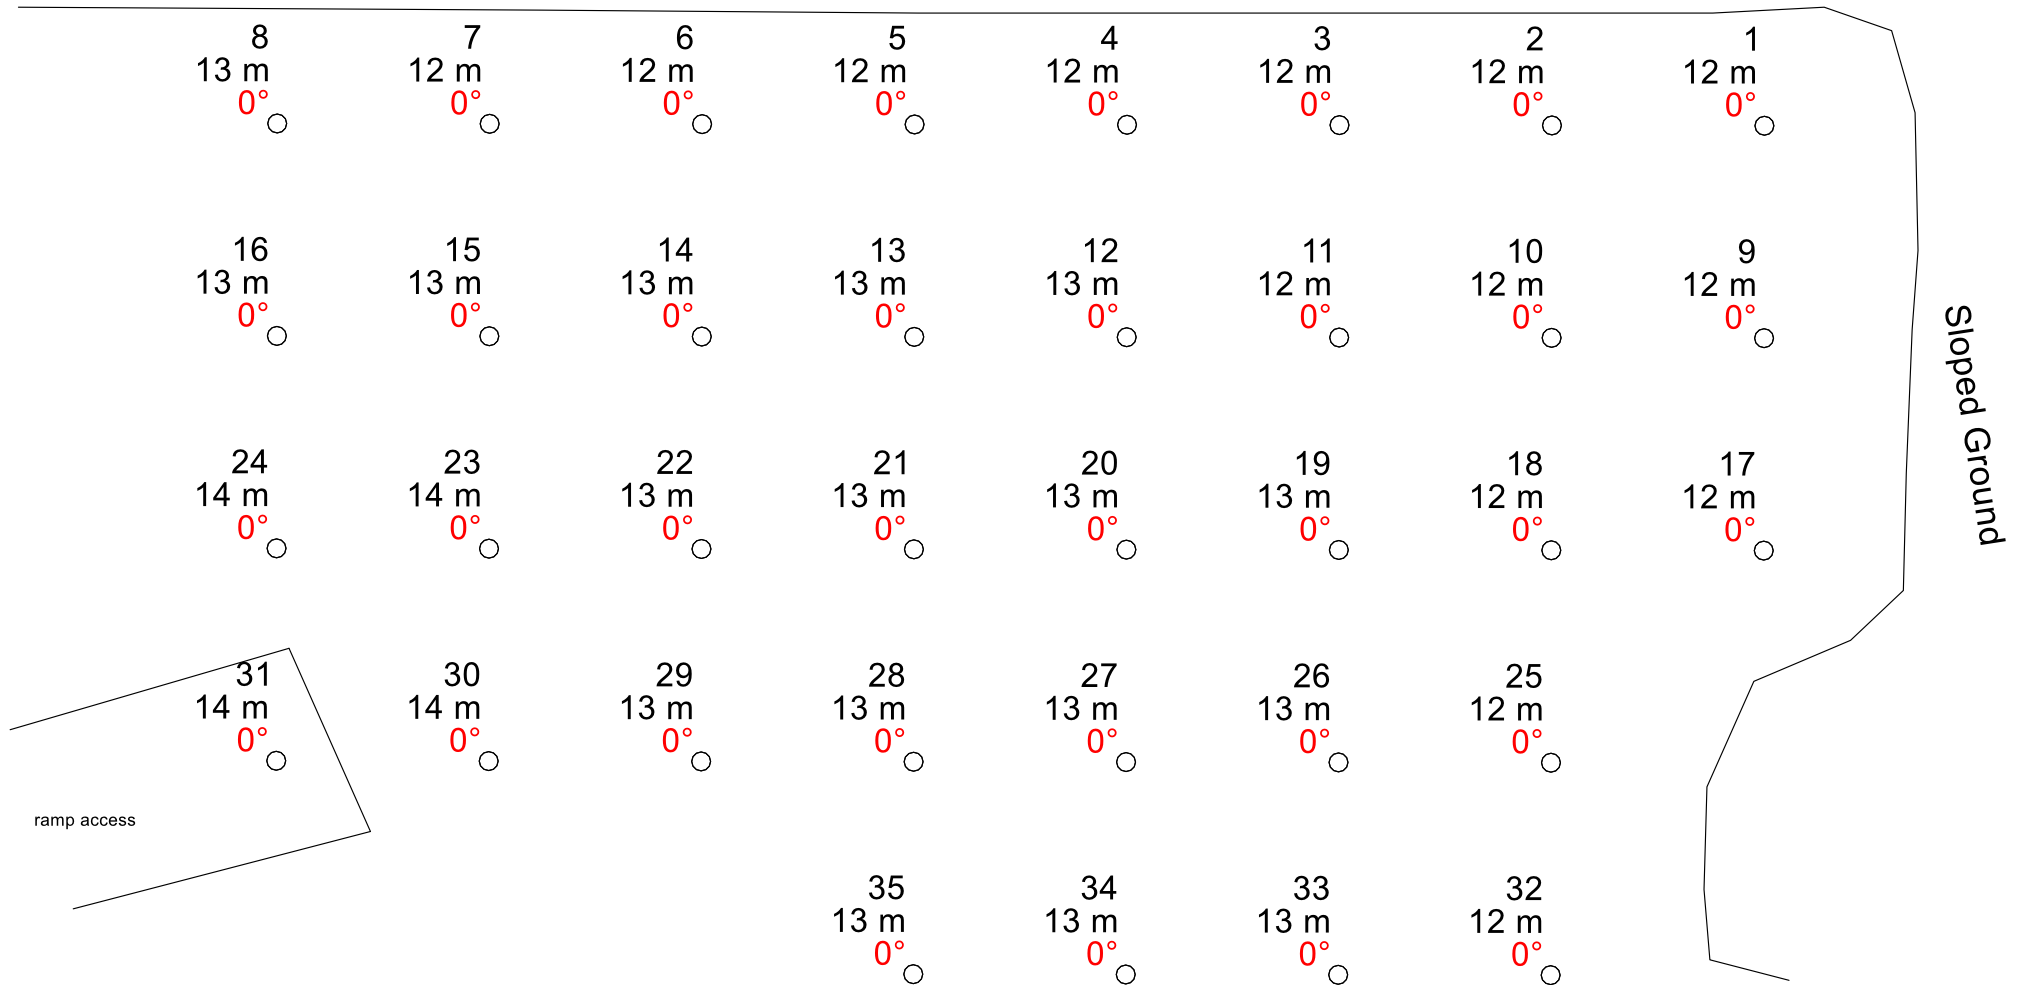 8 7 6 5 4 3 2 1
13 m 12 m 12 m 12 m 12 m 12 m 12 m 12 m
0° 0° 0° 0° 0° 0° 0° 0°
16 15 14 13 12 11 10 9
13 m 13 m 13 m 13 m 13 m 12 m 12 m 12 m
0° 0° 0° 0° 0° 0° 0° 0°
Sloped Ground
24 23 22 21 20 19 18 17
14 m 14 m 13 m 13 m 13 m 13 m 12 m 12 m
0° 0° 0° 0° 0° 0° 0° 0°
31 30 29 28 27 26 25
14 m 14 m 13 m 13 m 13 m 13 m 12 m
0° 0° 0° 0° 0° 0° 0°
ramp access
35 34 33 32
13 m 13 m 13 m 12 m
0° 0° 0° 0°